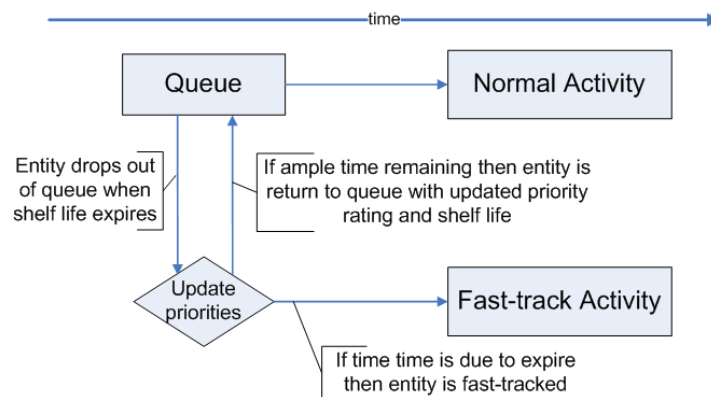 time
Queue
Normal Activity
Entity drops out
of queue when
shelf life expires
If ample time remaining then entity is
return to queue with updated priority
rating and shelf life
Update
priorities
Fast-track Activity
If time time is due to expire
then entity is fast-tracked